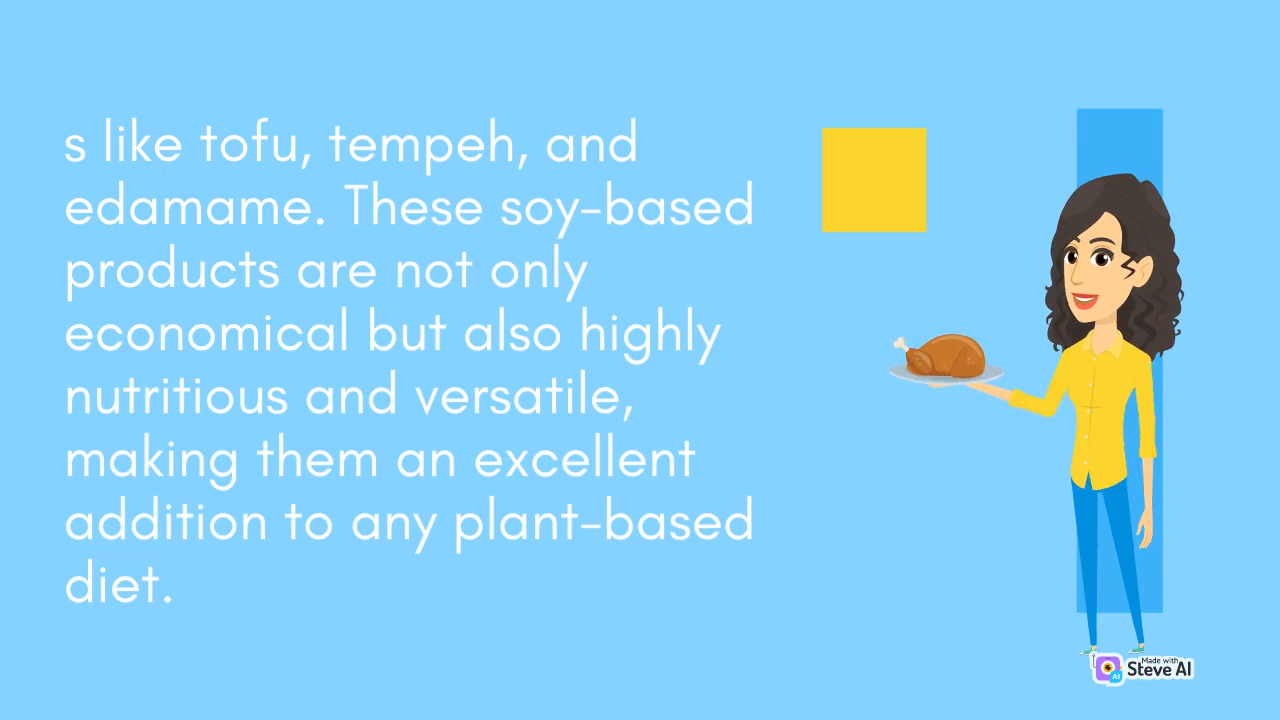 s like tofu, tempeh, and
edamame. These soy-based
products are not only
economical but also highly
nutritious and versatile,
making them an excellent
addition to any plant-based
diet.
Made with
Steve AI
AI